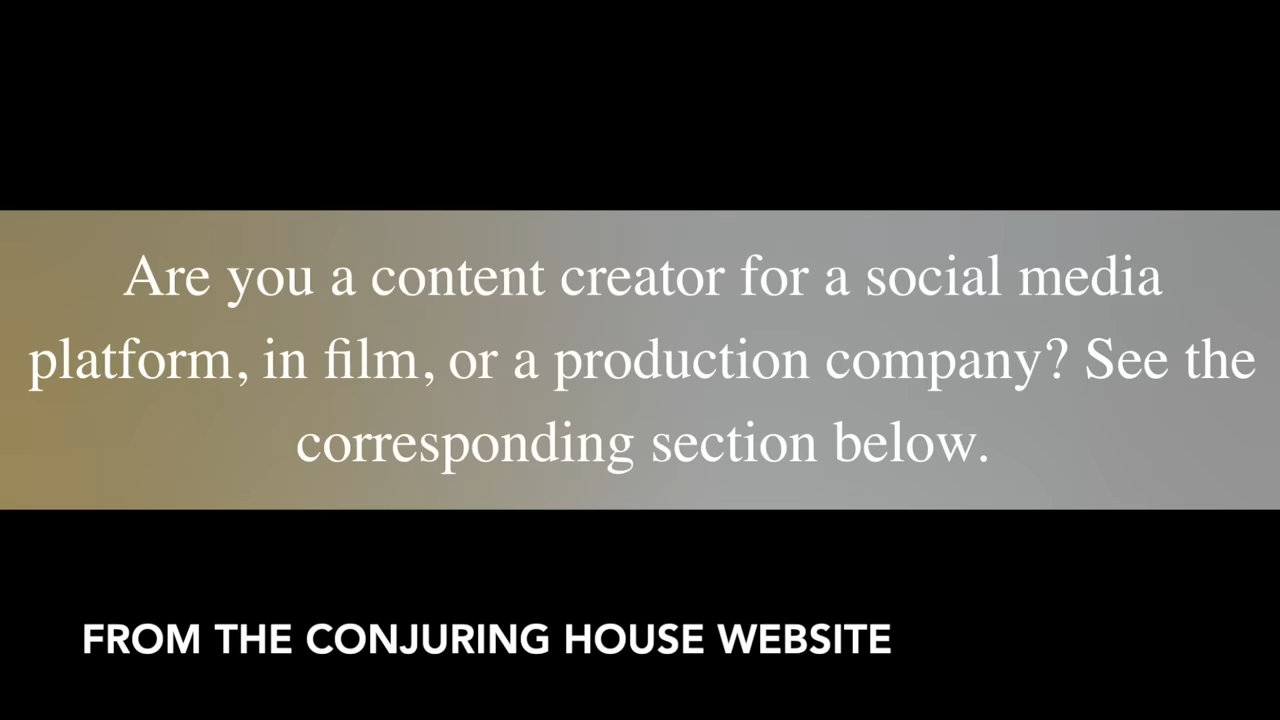 Are you a content creator for a social media
platform, in film, or a production company? See the
corresponding section below.
FROM THE CONJURING HOUSE WEBSITE